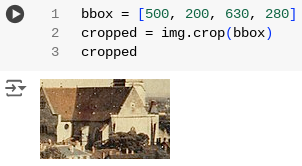 1 bbox = [500, 200, 630, 280]
2 cropped = img.crop(bbox)
3 cropped